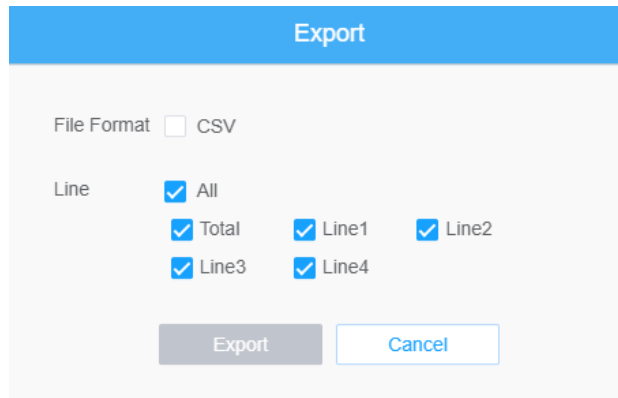 Export
File Format CSV
Line All
Total Line1 Line2
Line3 Line4
Export Cancel